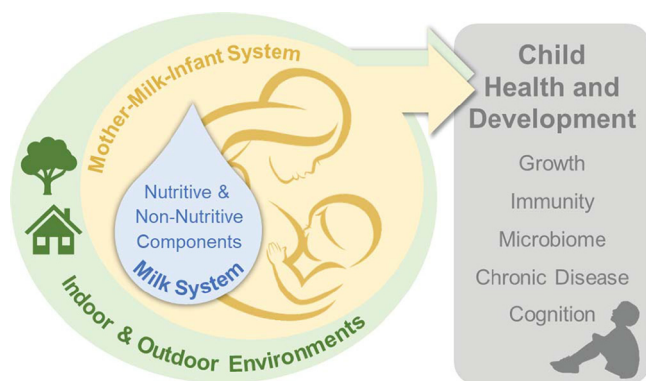 Mother-Milk-Infant System
Nutritive &
Non-Nutritive
Components
Milk System
Indoor & Outdoor Environments
Child
Health and
Development
Growth
Immunity
Microbiome
Chronic Disease
Cognition